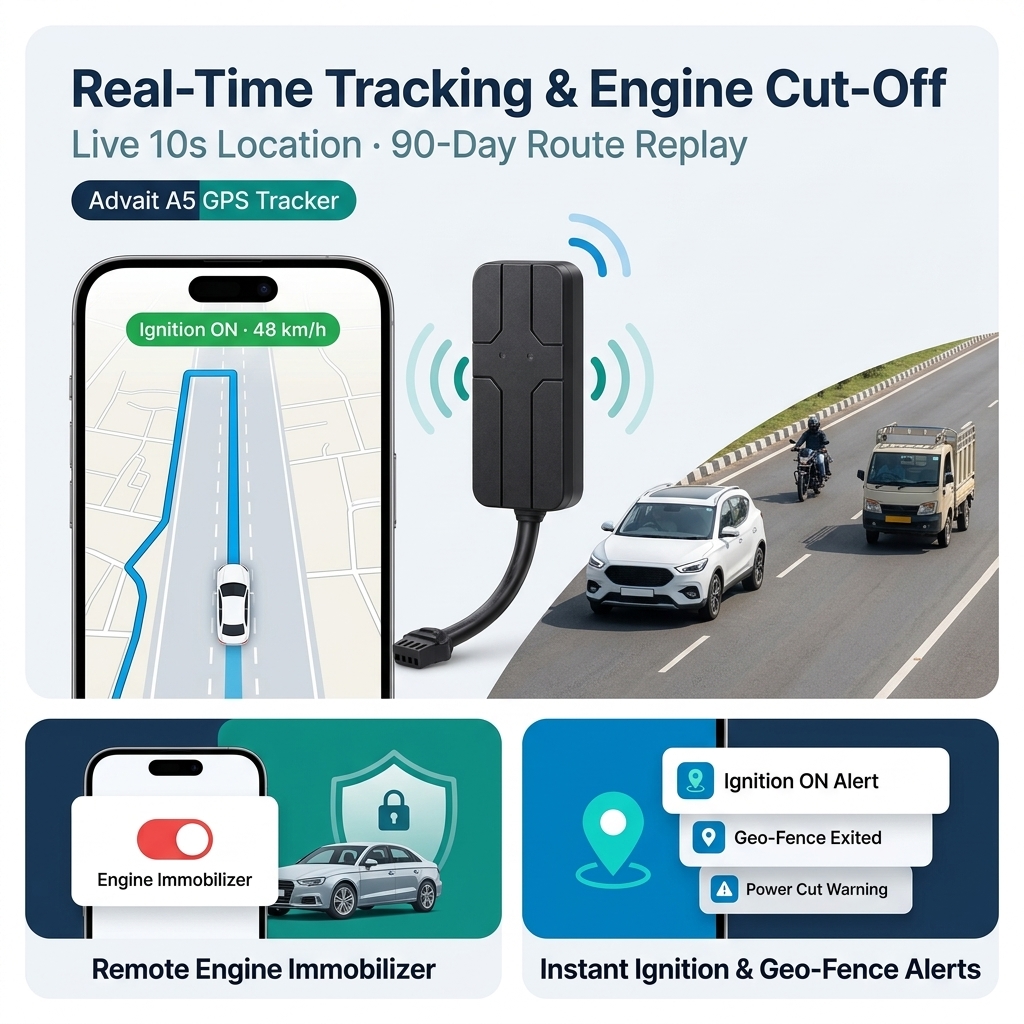 Real-Time Tracking & Engine Cut-Off
Live 10s Location · 90-Day Route Replay
Advait A5 GPS Tracker
Ignition ON · 48 km/h
Engine Immobilizer
Remote Engine Immobilizer
Ignition ON Alert
Geo-Fence Exited
Power Cut Warning
Instant Ignition & Geo-Fence Alerts